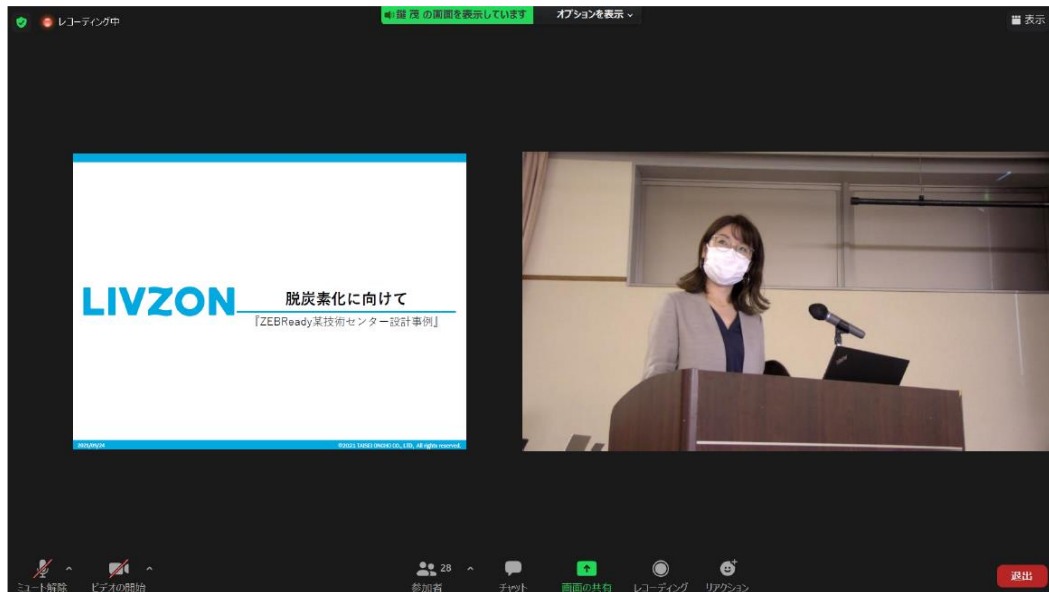 レコーディング中
茂 の画面を表示しています
オプションを表示
表示
LIVZON
脱炭素化に向けて
『ZEBReady某技術センター設計事例』
2021/09/24
©2021 TAISEI ONCHO CO., LTD, All rights reserved.
ミュート解除
ビデオの開始
28
参加者
チャット
画面の共有
レコーディング
リアクション
退出